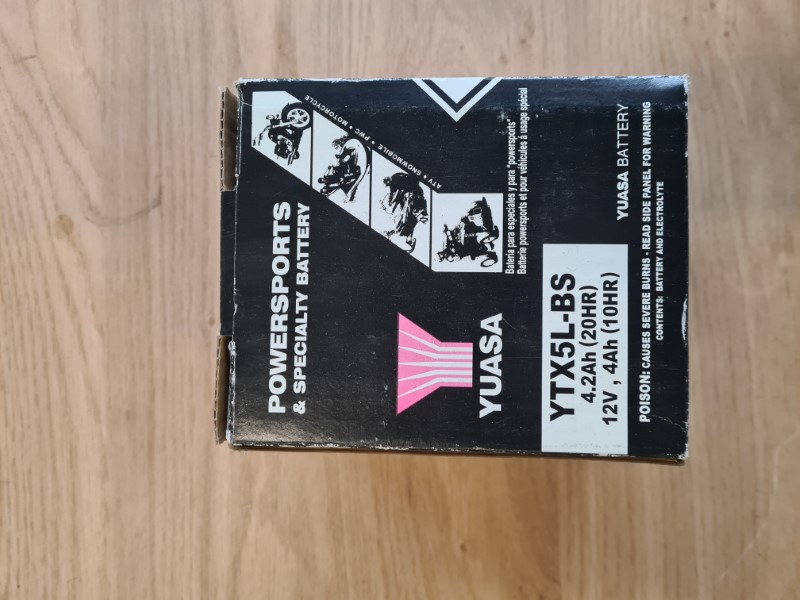 POWERSPORTS
& SPECIALTY BATTERY
ATV • SNOWMOBILE • PWC • MOTORCYCLE
YUASA
Bateria para especiales y para "powersports"
Batterie powersports et pour véhicules à usage spécial
YTX5L-BS
4.2Ah (20HR)
12V , 4Ah (10HR)
YUASA BATTERY
POISON: CAUSES SEVERE BURNS - READ SIDE PANEL FOR WARNING
CONTENTS: BATTERY AND ELECTROLYTE